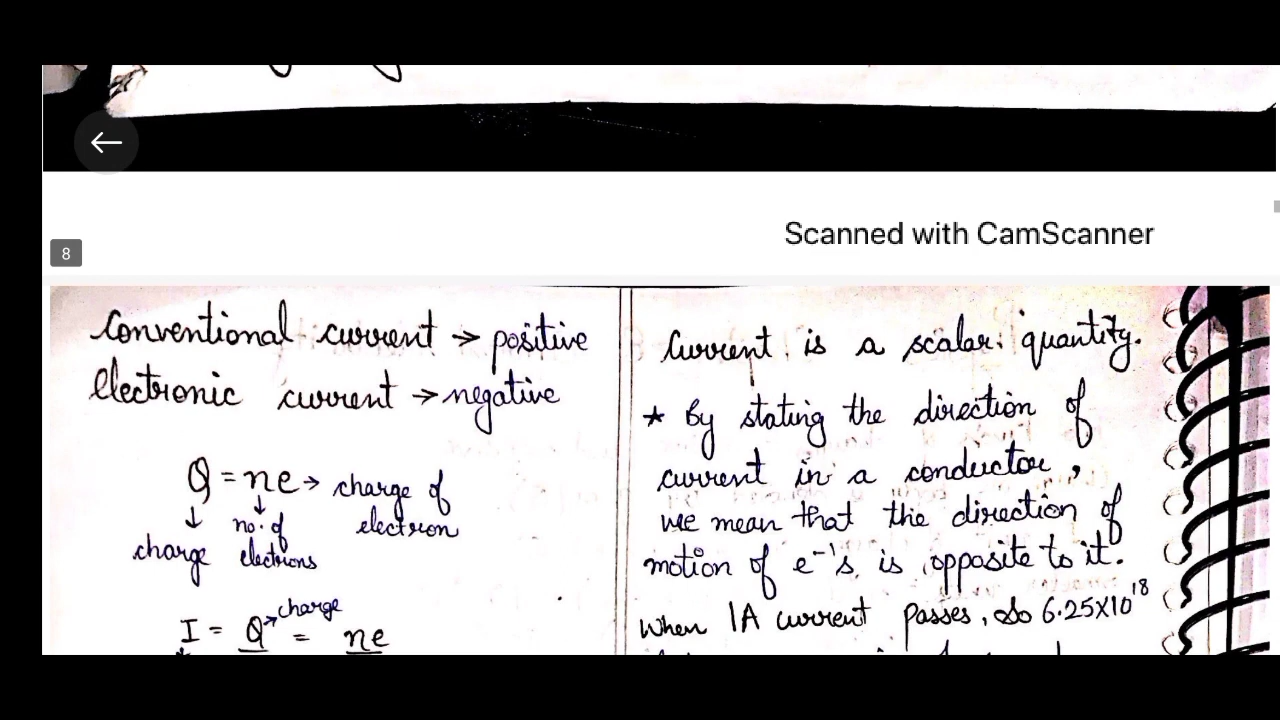 Scanned with CamScanner
8
Conventional current → positive
electronic current → negative
Q = ne → charge of electron
↓ ↓
charge no. of electrons
I = Q → charge = ne
Current is a scalar quantity.
★ By stating the direction of
current in a conductor,
we mean that the direction of
motion of e⁻'s is opposite to it.
When 1A current passes, so 6.25X10¹⁸